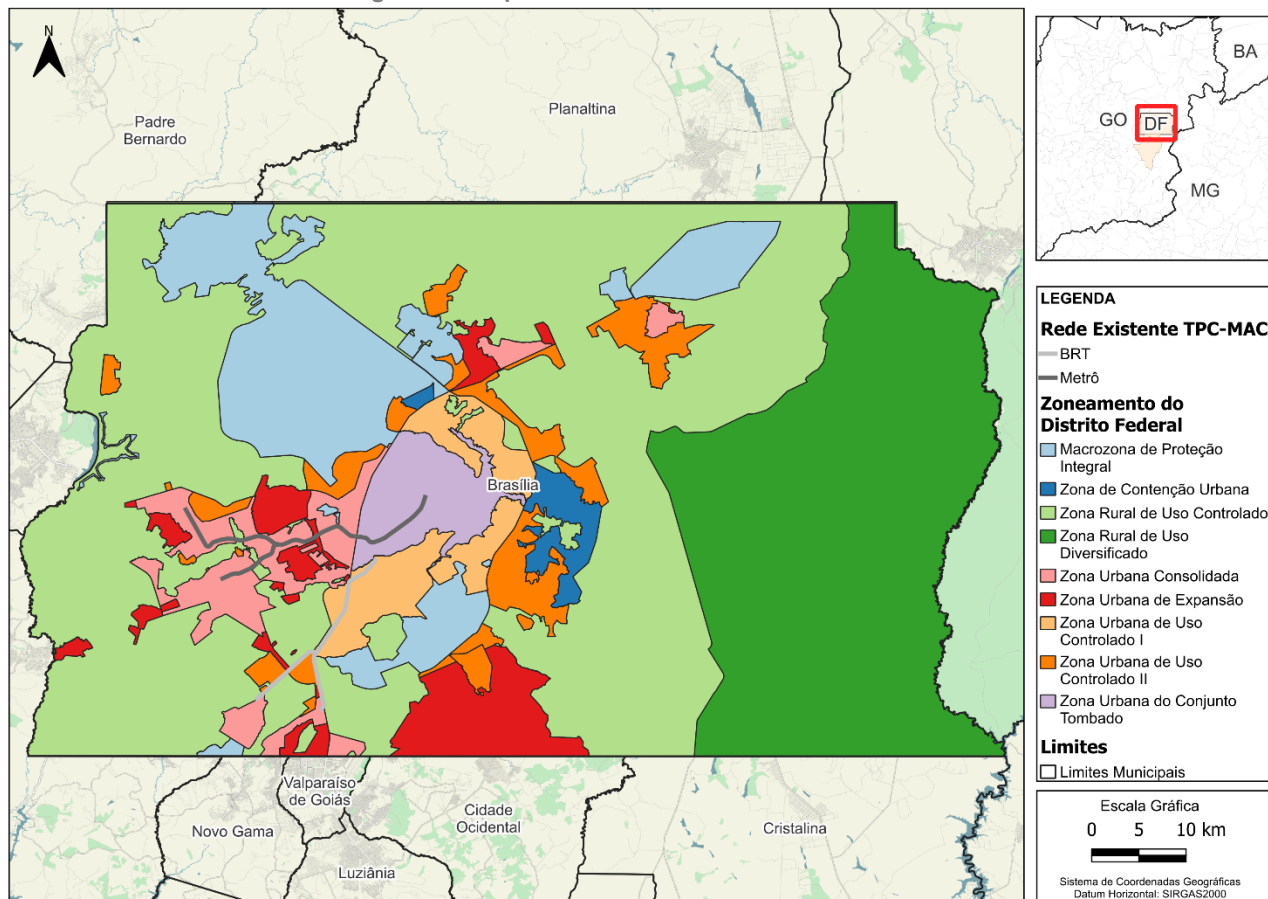 N
Padre
Bernardo
Planaltina
Brasília
Valparaíso
de Goiás
Novo Gama
Luziânia
Cidade
Ocidental
Cristalina
BA
GO
DF
MG
LEGENDA
Rede Existente TPC-MAC
BRT
Metrô
Zoneamento do
Distrito Federal
Macrozona de Proteção
Integral
Zona de Contenção Urbana
Zona Rural de Uso Controlado
Zona Rural de Uso
Diversificado
Zona Urbana Consolidada
Zona Urbana de Expansão
Zona Urbana de Uso
Controlado I
Zona Urbana de Uso
Controlado II
Zona Urbana do Conjunto
Tombado
Limites
Limites Municipais
Escala Gráfica
0 5 10 km
Sistema de Coordenadas Geográficas
Datum Horizontal: SIRGAS2000